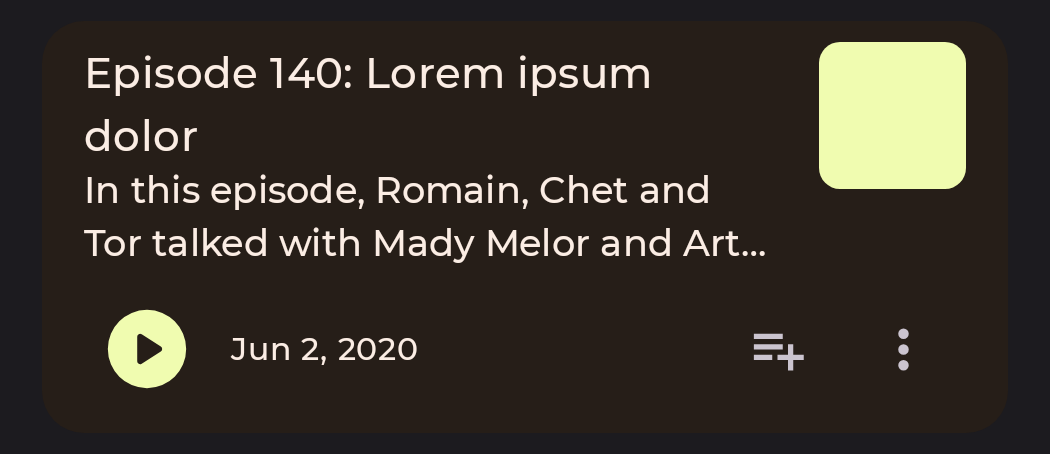 Episode 140: Lorem ipsum
dolor
In this episode, Romain, Chet and
Tor talked with Mady Melor and Art...
Jun 2, 2020